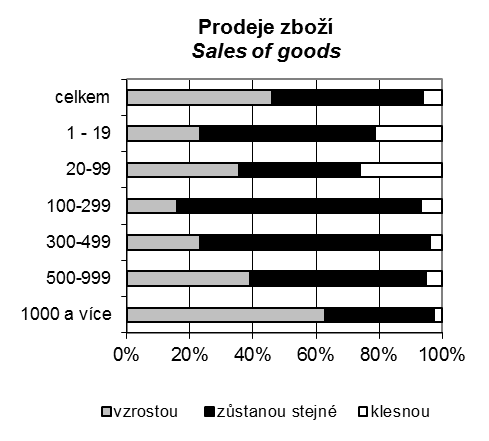 Prodeje zboží
Sales of goods
celkem
1 - 19
20-99
100-299
300-499
500-999
1000 a více
0% 20% 40% 60% 80% 100%
vzrostou zůstanou stejné klesnou